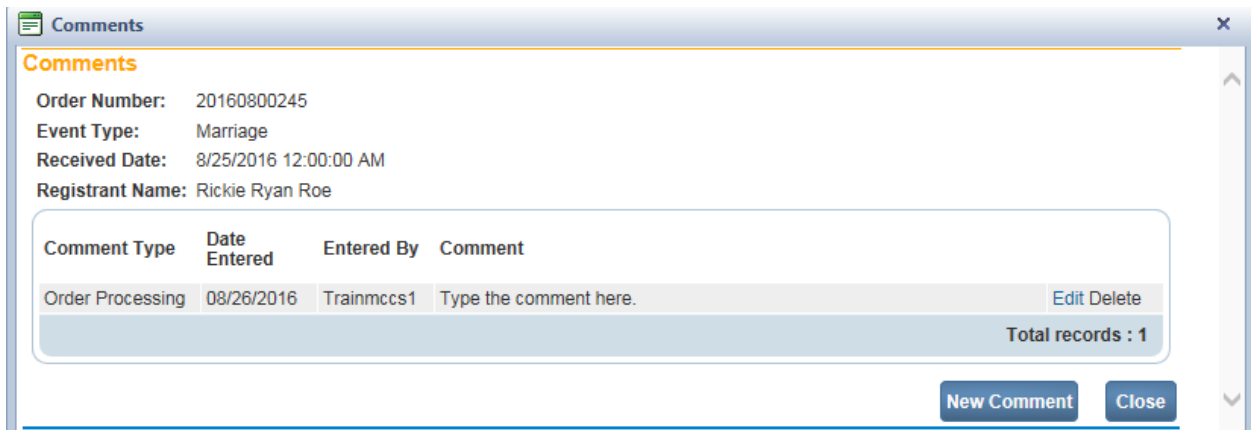 Comments
Comments
Order Number: 20160800245
Event Type: Marriage
Received Date: 8/25/2016 12:00:00 AM
Registrant Name: Rickie Ryan Roe
Comment Type Date Entered Entered By Comment
Order Processing 08/26/2016 Trainmccs1 Type the comment here. Edit Delete
Total records : 1
New Comment Close